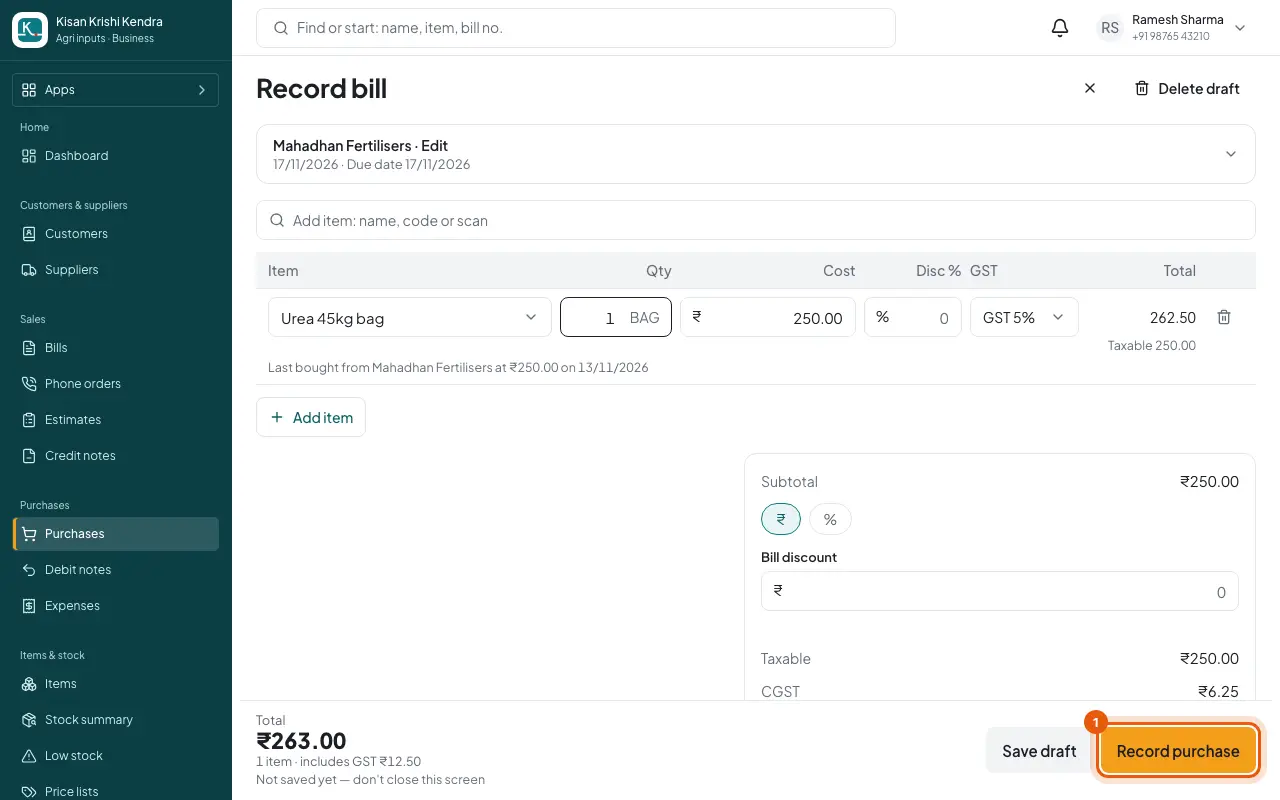 Kisan Krishi Kendra
Agri inputs · Business
Find or start: name, item, bill no.
RS
Ramesh Sharma
+91 98765 43210
Apps
Home
Dashboard
Customers & suppliers
Customers
Suppliers
Sales
Bills
Phone orders
Estimates
Credit notes
Purchases
Purchases
Debit notes
Expenses
Items & stock
Items
Stock summary
Low stock
Price lists
Record bill
Delete draft
Mahadhan Fertilisers · Edit
17/11/2026 · Due date 17/11/2026
Add item: name, code or scan
Item Qty Cost Disc % GST Total
Urea 45kg bag 1 BAG ₹ 250.00 % 0 GST 5% 262.50
Taxable 250.00
Last bought from Mahadhan Fertilisers at ₹250.00 on 13/11/2026
+ Add item
Subtotal ₹250.00
₹ %
Bill discount
₹ 0
Taxable ₹250.00
CGST ₹6.25
Total
₹263.00
1 item · includes GST ₹12.50
Not saved yet — don't close this screen
Save draft
1
Record purchase